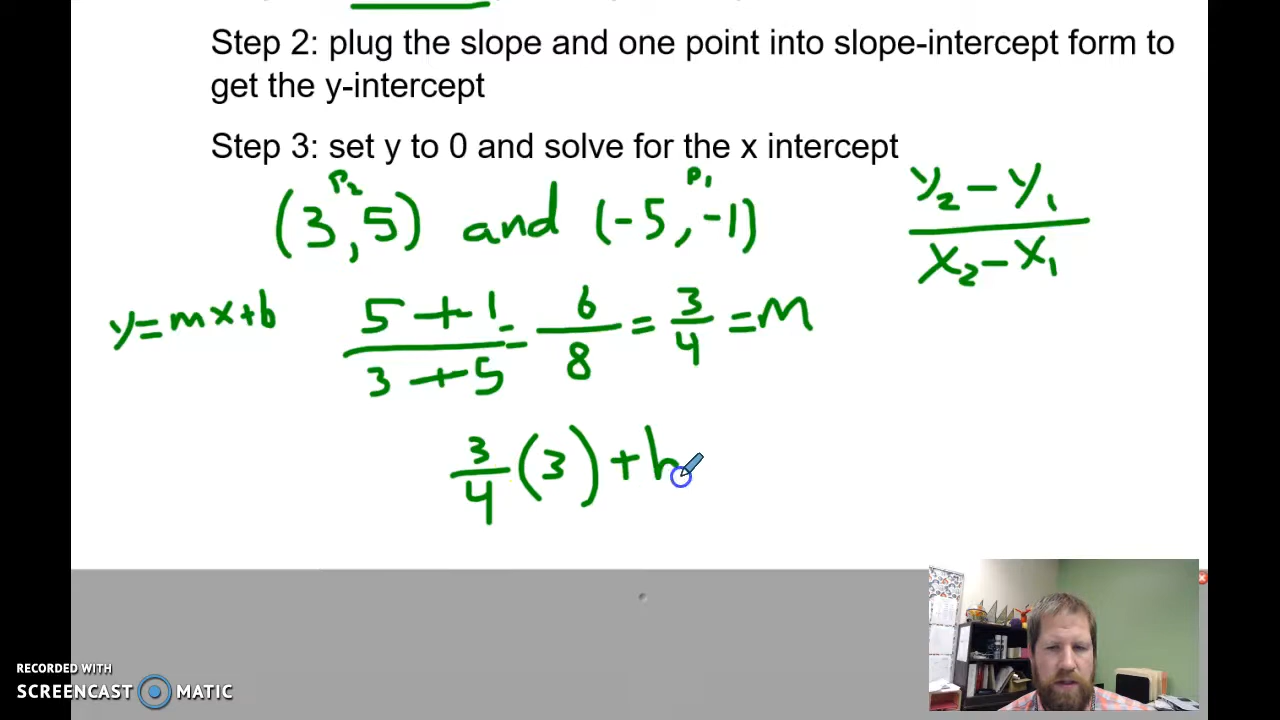 Step 2: plug the slope and one point into slope-intercept form to
get the y-intercept
Step 3: set y to 0 and solve for the x intercept
P2 P1
(3,5) and (-5,-1)
y2-y1
x2-x1
y=mx+b
5+1 = 6 = 3 = m
3+5 8 4
3 (3)+b
4
RECORDED WITH
SCREENCAST MATIC